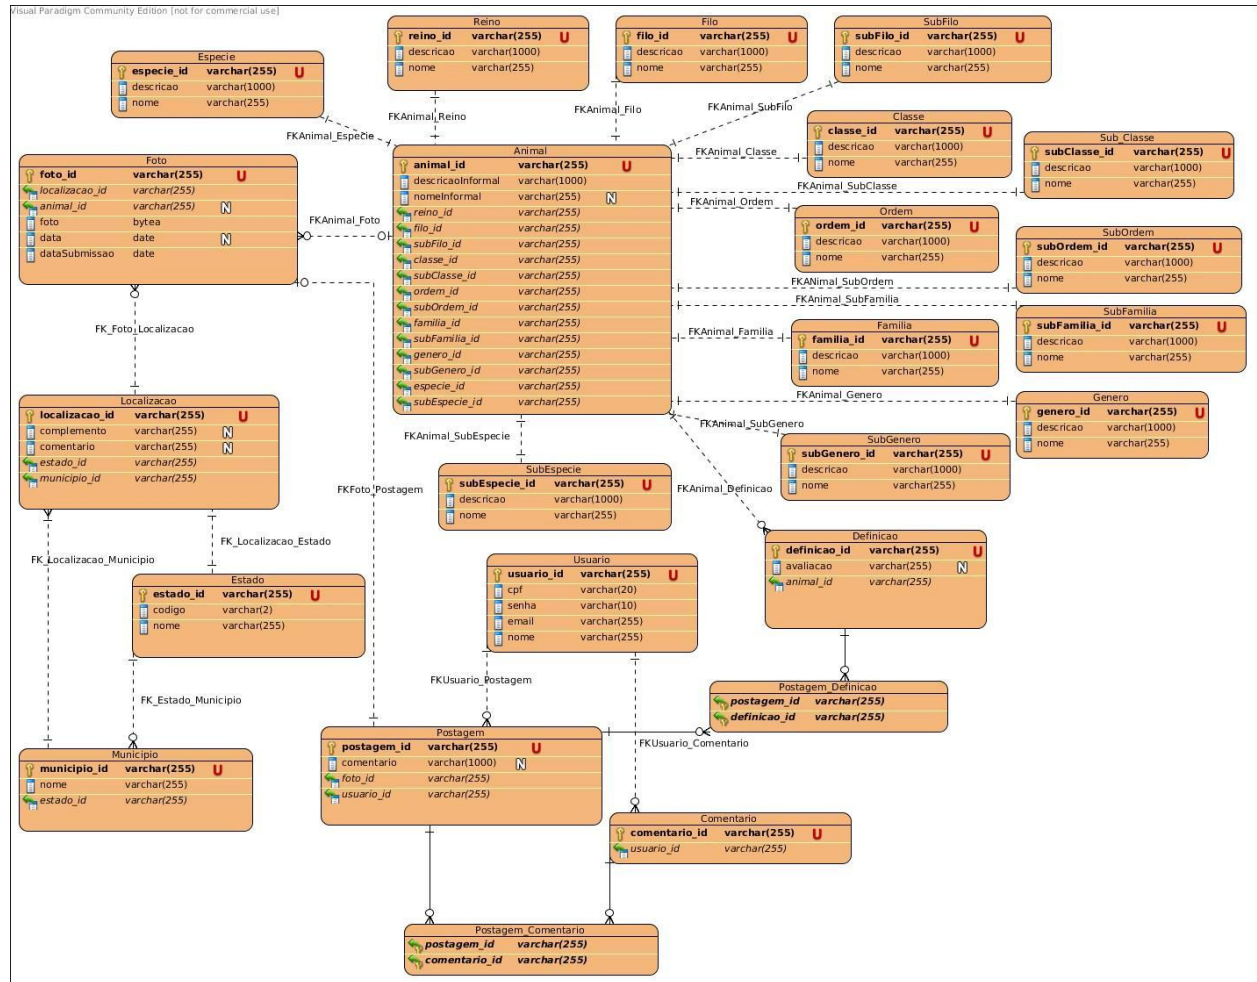 Visual Paradigm Community Edition [not for commercial use]
Reino
reino_id varchar(255) U
descricao varchar(1000)
nome varchar(255)
Filo
filo_id varchar(255) U
descricao varchar(1000)
nome varchar(255)
SubFilo
subFilo_id varchar(255) U
descricao varchar(1000)
nome varchar(255)
Especie
especie_id varchar(255) U
descricao varchar(1000)
nome varchar(255)
FKAnimal_Especie
FKAnimal_Reino
FKAnimal_Filo
FKAnimal_SubFilo
Classe
classe_id varchar(255) U
descricao varchar(1000)
nome varchar(255)
FKAnimal_Classe
Sub_Classe
subClasse_id varchar(255) U
descricao varchar(1000)
nome varchar(255)
FKAnimal_SubClasse
Foto
foto_id varchar(255) U
localizacao_id varchar(255)
animal_id varchar(255) N
foto bytea
data date N
dataSubmissao date
FKAnimal_Foto
Animal
animal_id varchar(255) U
descricaoInformal varchar(1000)
nomeInformal varchar(255) N
reino_id varchar(255)
filo_id varchar(255)
subFilo_id varchar(255)
classe_id varchar(255)
subClasse_id varchar(255)
ordem_id varchar(255)
subOrdem_id varchar(255)
familia_id varchar(255)
subFamilia_id varchar(255)
genero_id varchar(255)
subGenero_id varchar(255)
especie_id varchar(255)
subEspecie_id varchar(255)
FKAnimal_Ordem
Ordem
ordem_id varchar(255) U
descricao varchar(1000)
nome varchar(255)
SubOrdem
subOrdem_id varchar(255) U
descricao varchar(1000)
nome varchar(255)
FKANimal_SubOrdem
FKAnimal_SubFamilia
SubFamilia
subFamilia_id varchar(255) U
descricao varchar(1000)
nome varchar(255)
FKAnimal_Familia
Familia
familia_id varchar(255) U
descricao varchar(1000)
nome varchar(255)
FKAnimal_Genero
Genero
genero_id varchar(255) U
descricao varchar(1000)
nome varchar(255)
FK_Foto_Localizacao
Localizacao
localizacao_id varchar(255) U
complemento varchar(255) N
comentario varchar(255) N
estado_id varchar(255)
municipio_id varchar(255)
FKAnimal_SubGenero
SubGenero
subGenero_id varchar(255) U
descricao varchar(1000)
nome varchar(255)
FKAnimal_SubEspecie
SubEspecie
subEspecie_id varchar(255) U
descricao varchar(1000)
nome varchar(255)
FKFoto_Postagem
FKAnimal_Definicao
FK_Localizacao_Estado
FK_Localizacao_Municipio
Definicao
definicao_id varchar(255) U
avaliacao varchar(255) N
animal_id varchar(255)
Estado
estado_id varchar(255) U
codigo varchar(2)
nome varchar(255)
Usuario
usuario_id varchar(255) U
cpf varchar(20)
senha varchar(10)
email varchar(255)
nome varchar(255)
FKUsuario_Postagem
FK_Estado_Municipio
Postagem_Definicao
postagem_id varchar(255)
definicao_id varchar(255)
FKUsuario_Comentario
Municipio
municipio_id varchar(255) U
nome varchar(255)
estado_id varchar(255)
Postagem
postagem_id varchar(255) U
comentario varchar(1000) N
foto_id varchar(255)
usuario_id varchar(255)
Comentario
comentario_id varchar(255) U
usuario_id varchar(255)
Postagem_Comentario
postagem_id varchar(255)
comentario_id varchar(255)